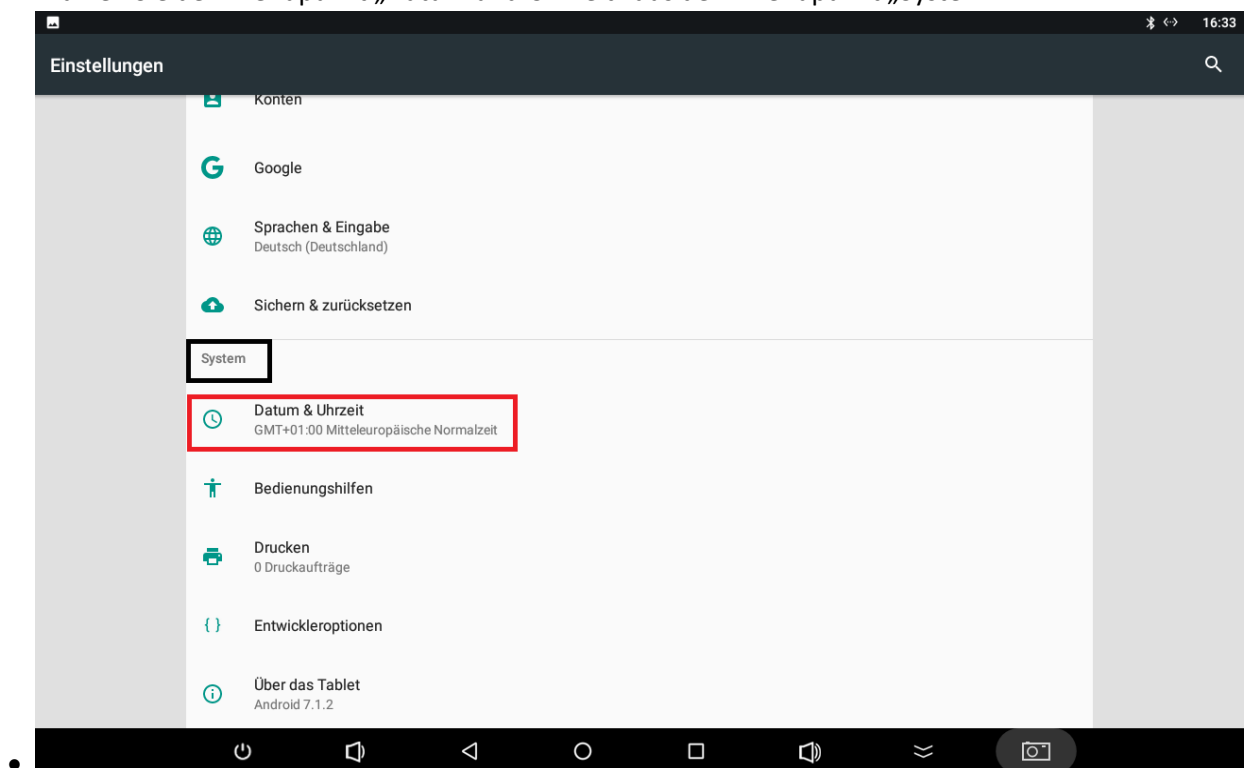 16:33
Einstellungen
Konten
Google
Sprachen & Eingabe
Deutsch (Deutschland)
Sichern & zurücksetzen
System
Datum & Uhrzeit
GMT+01:00 Mitteleuropäische Normalzeit
Bedienungshilfen
Drucken
0 Druckaufträge
{ } Entwickleroptionen
Über das Tablet
Android 7.1.2